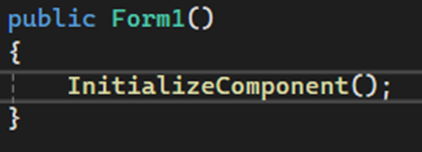 public Form1()
{
    InitializeComponent();
}